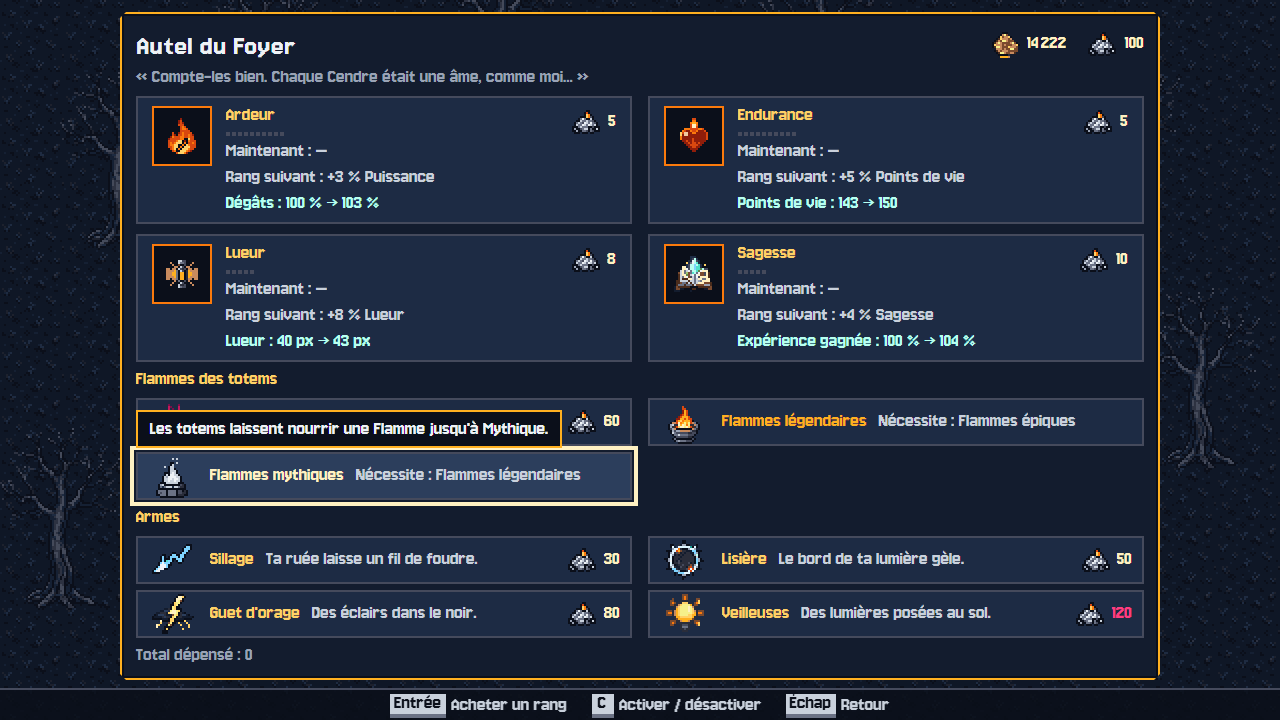 Autel du Foyer
14 222
100
« Compte-les bien. Chaque Cendre était une âme, comme moi... »
Ardeur
5
Maintenant : —
Rang suivant : +3 % Puissance
Dégâts : 100 % → 103 %
Endurance
5
Maintenant : —
Rang suivant : +5 % Points de vie
Points de vie : 143 → 150
Lueur
8
Maintenant : —
Rang suivant : +8 % Lueur
Lueur : 40 px → 43 px
Sagesse
10
Maintenant : —
Rang suivant : +4 % Sagesse
Expérience gagnée : 100 % → 104 %
Flammes des totems
Les totems laissent nourrir une Flamme jusqu'à Mythique.
60
Flammes légendaires Nécessite : Flammes épiques
Flammes mythiques Nécessite : Flammes légendaires
Armes
Sillage Ta ruée laisse un fil de foudre. 30
Lisière Le bord de ta lumière gèle. 50
Guet d'orage Des éclairs dans le noir. 80
Veilleuses Des lumières posées au sol. 120
Total dépensé : 0
Entrée Acheter un rang C Activer / désactiver Échap Retour